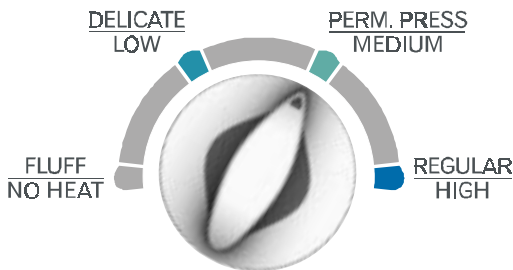 DELICATE
LOW
PERM. PRESS
MEDIUM
FLUFF
NO HEAT
REGULAR
HIGH